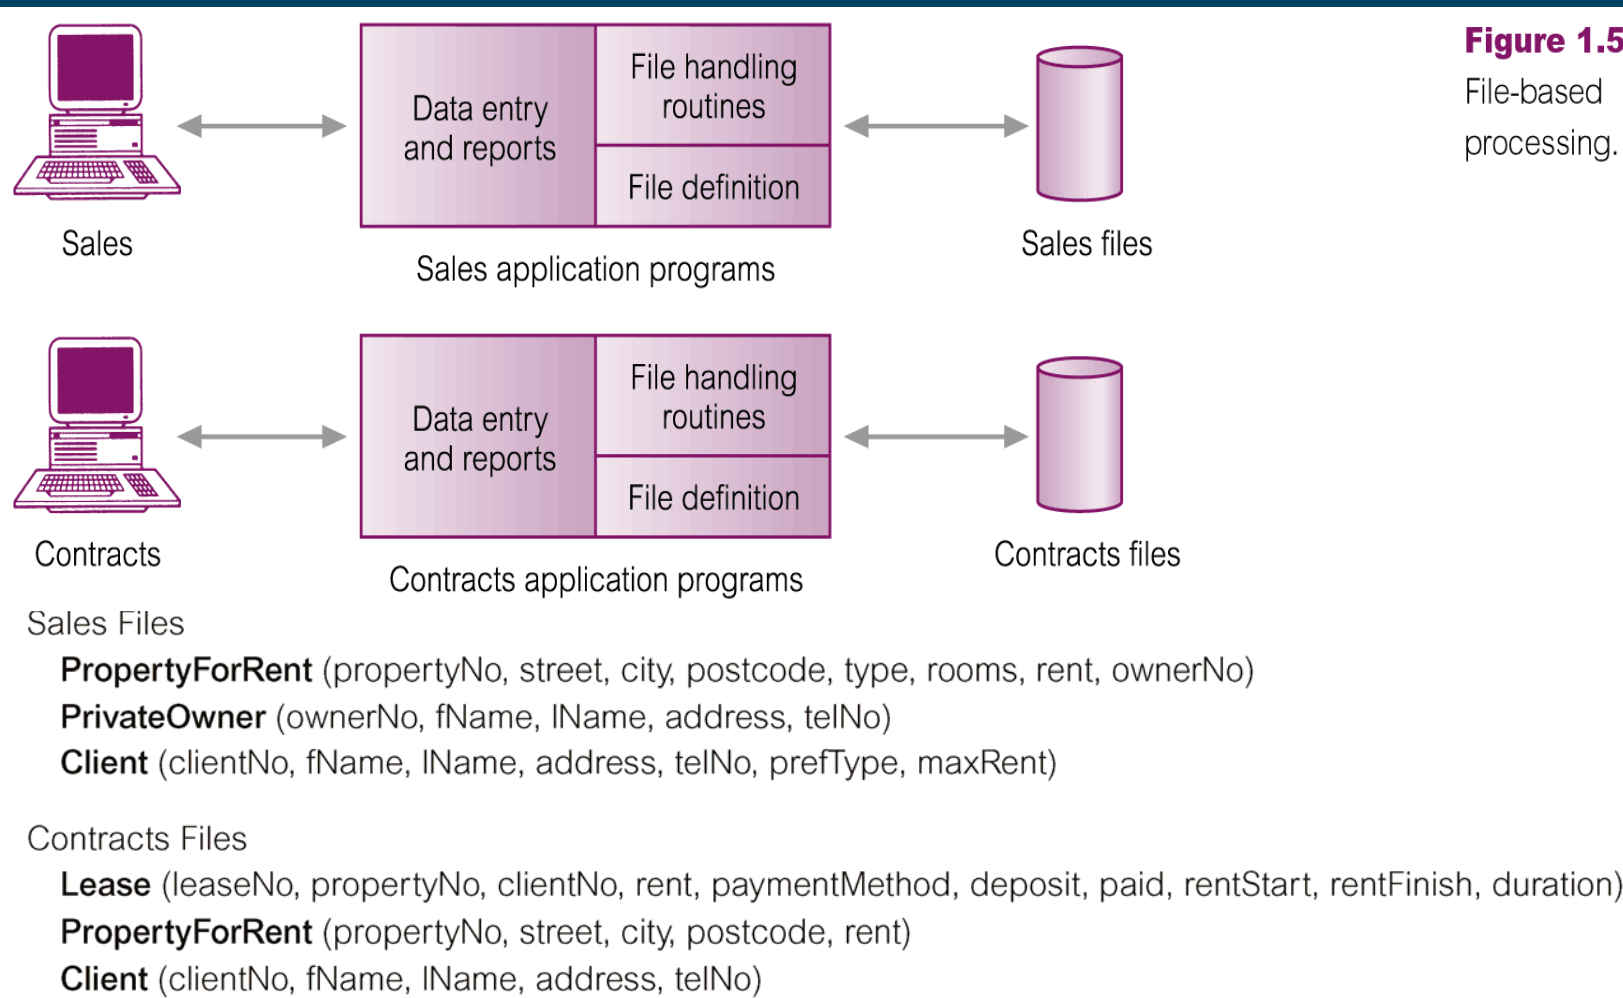 Figure 1.5
File-based
processing.
Data entry
and reports
File handling
routines
File definition
Sales
Sales application programs
Sales files
Data entry
and reports
File handling
routines
File definition
Contracts
Contracts application programs
Contracts files
Sales Files
PropertyForRent (propertyNo, street, city, postcode, type, rooms, rent, ownerNo)
PrivateOwner (ownerNo, fName, lName, address, telNo)
Client (clientNo, fName, lName, address, telNo, prefType, maxRent)
Contracts Files
Lease (leaseNo, propertyNo, clientNo, rent, paymentMethod, deposit, paid, rentStart, rentFinish, duration)
PropertyForRent (propertyNo, street, city, postcode, rent)
Client (clientNo, fName, lName, address, telNo)